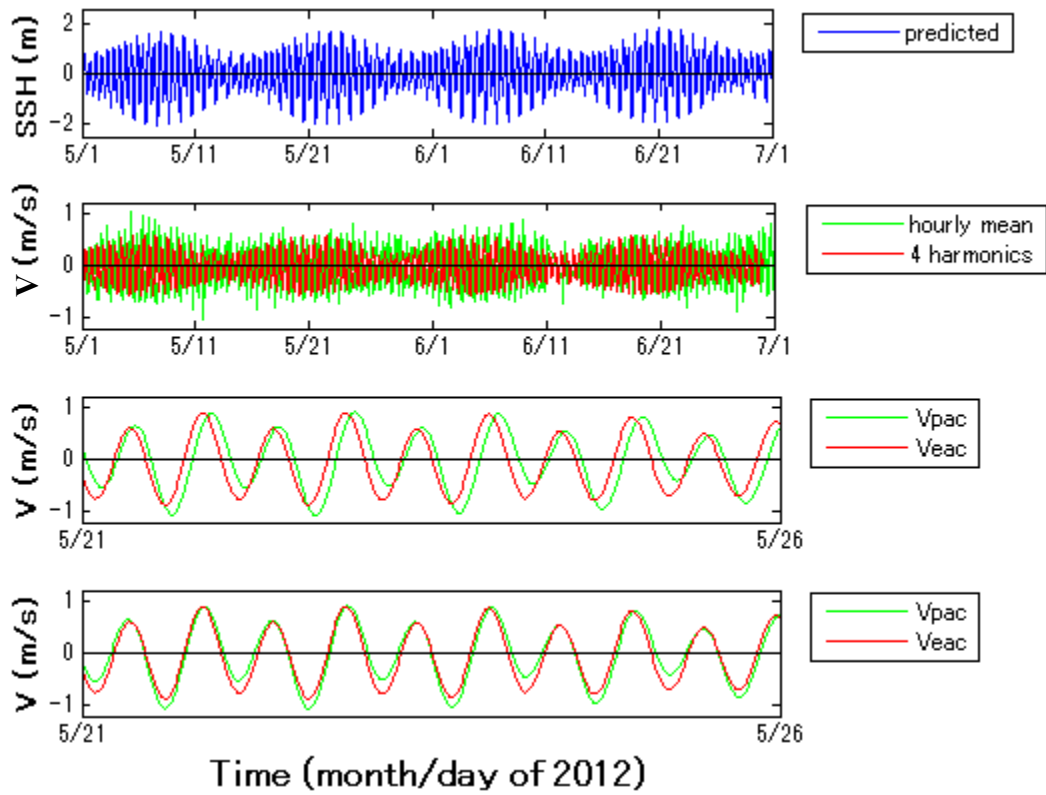 SSH (m)
2
0
-2
5/1 5/11 5/21 6/1 6/11 6/21 7/1
predicted
V (m/s)
1
0
-1
5/1 5/11 5/21 6/1 6/11 6/21 7/1
hourly mean
4 harmonics
V (m/s)
1
0
-1
5/21 5/26
Vpac
Veac
V (m/s)
1
0
-1
5/21 5/26
Vpac
Veac
Time (month/day of 2012)